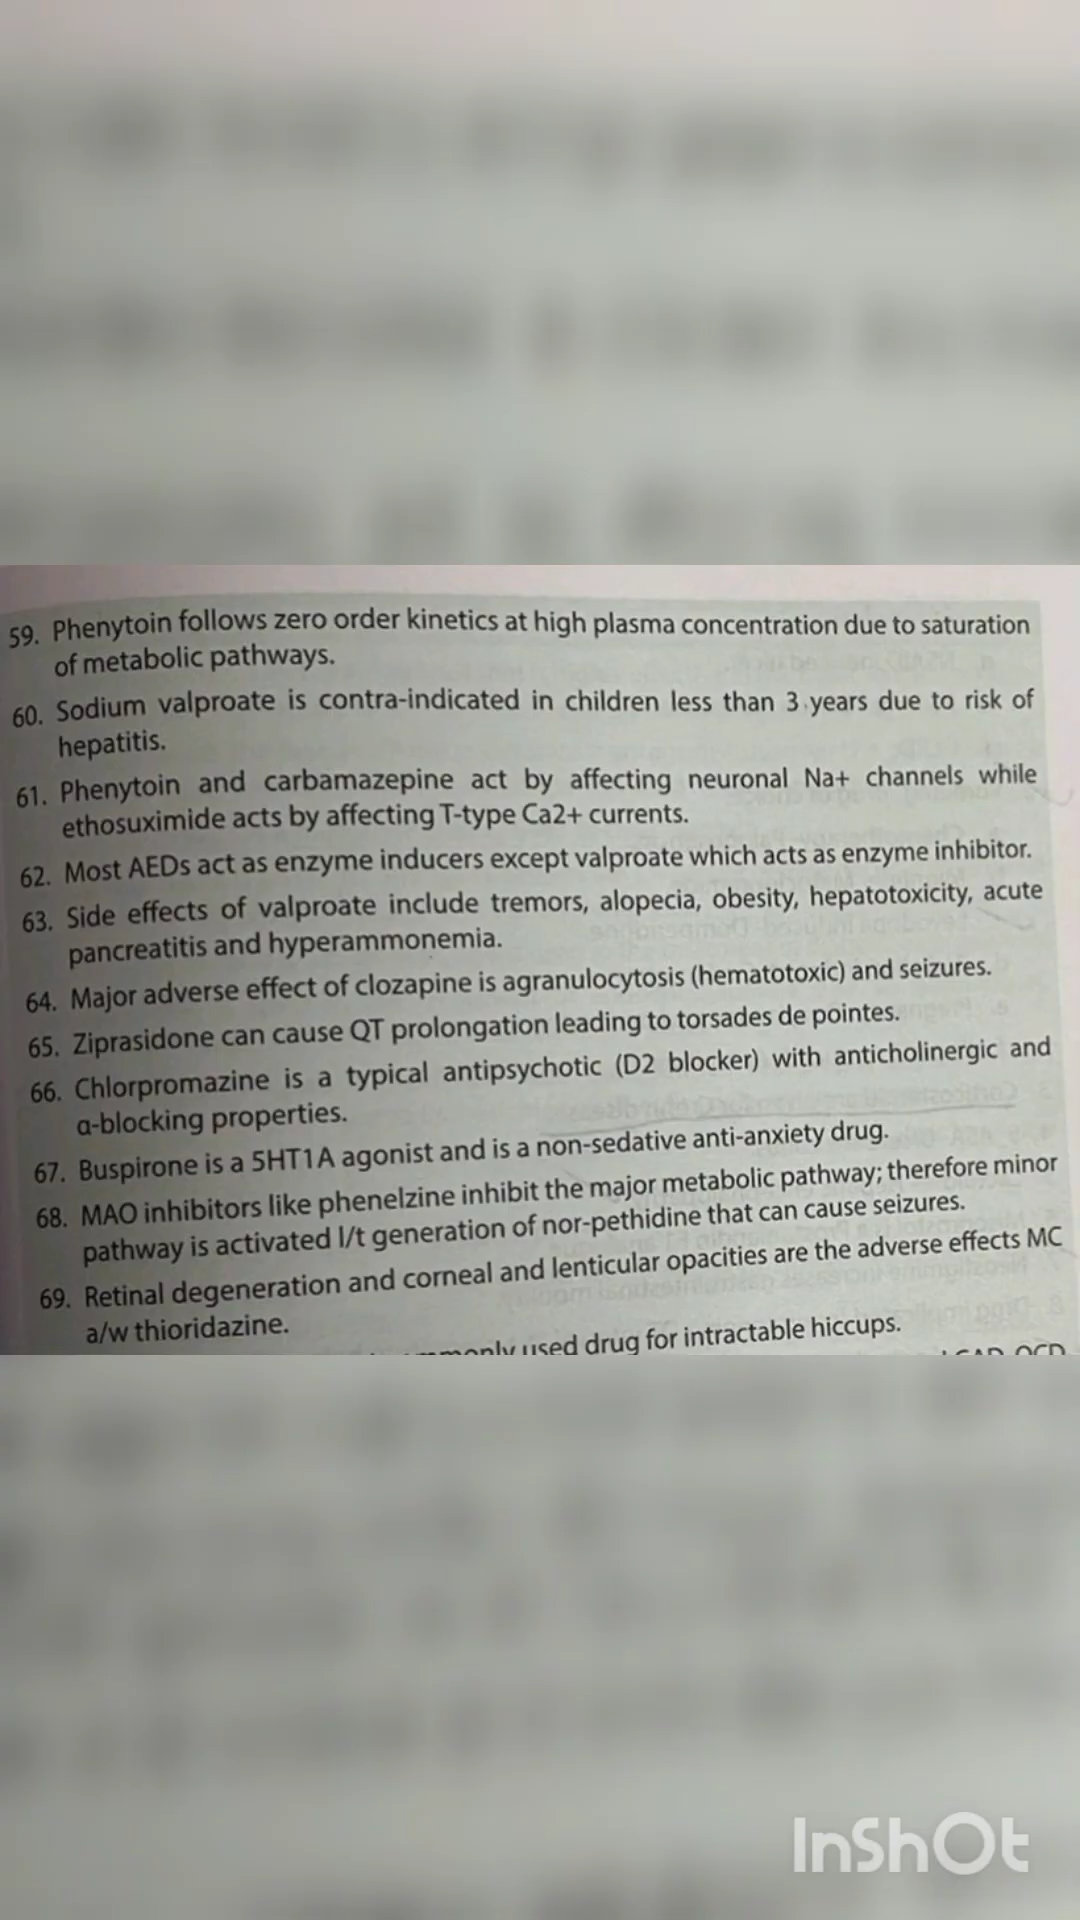 59. Phenytoin follows zero order kinetics at high plasma concentration due to saturation
of metabolic pathways.
60. Sodium valproate is contra-indicated in children less than 3 years due to risk of
hepatitis.
61. Phenytoin and carbamazepine act by affecting neuronal Na+ channels while
ethosuximide acts by affecting T-type Ca2+ currents.
62. Most AEDs act as enzyme inducers except valproate which acts as enzyme inhibitor.
63. Side effects of valproate include tremors, alopecia, obesity, hepatotoxicity, acute
pancreatitis and hyperammonemia.
64. Major adverse effect of clozapine is agranulocytosis (hematotoxic) and seizures.
65. Ziprasidone can cause QT prolongation leading to torsades de pointes.
66. Chlorpromazine is a typical antipsychotic (D2 blocker) with anticholinergic and
α-blocking properties.
67. Buspirone is a 5HT1A agonist and is a non-sedative anti-anxiety drug.
68. MAO inhibitors like phenelzine inhibit the major metabolic pathway; therefore minor
pathway is activated l/t generation of nor-pethidine that can cause seizures.
69. Retinal degeneration and corneal and lenticular opacities are the adverse effects MC
a/w thioridazine.
used drug for intractable hiccups.
OCD
InShOt